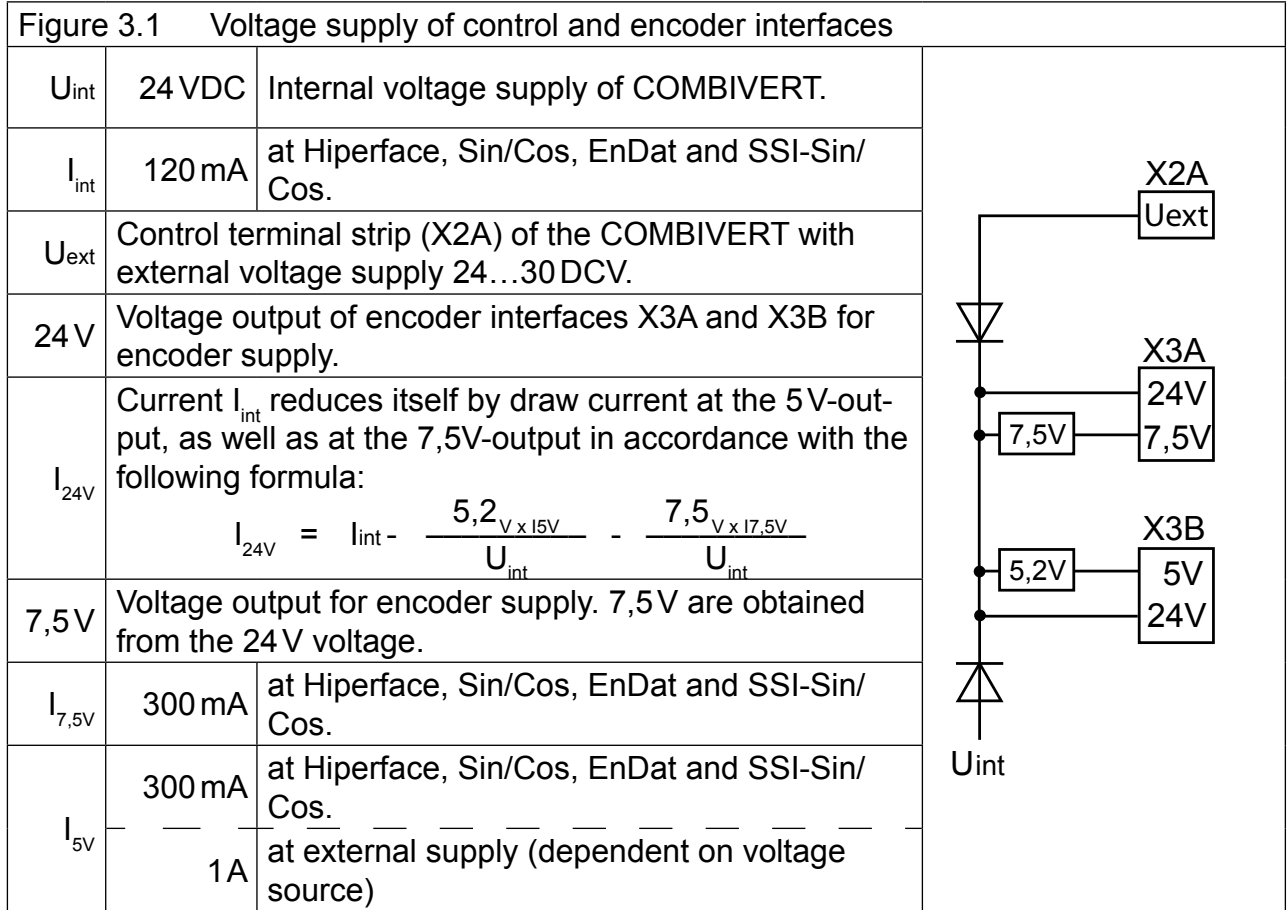 Figure 3.1 Voltage supply of control and encoder interfaces
Uint 24 VDC Internal voltage supply of COMBIVERT.
Iint 120 mA at Hiperface, Sin/Cos, EnDat and SSI-Sin/
Cos.
Uext Control terminal strip (X2A) of the COMBIVERT with
external voltage supply 24…30 DCV.
24 V Voltage output of encoder interfaces X3A and X3B for
encoder supply.
I24V Current Iint reduces itself by draw current at the 5 V-out-
put, as well as at the 7,5V-output in accordance with the
following formula:
I24V = Iint - 5,2 V x I5V / Uint - 7,5 V x I7,5V / Uint
7,5 V Voltage output for encoder supply. 7,5 V are obtained
from the 24 V voltage.
I7,5V 300 mA at Hiperface, Sin/Cos, EnDat and SSI-Sin/
Cos.
I5V 300 mA at Hiperface, Sin/Cos, EnDat and SSI-Sin/
Cos.
1 A at external supply (dependent on voltage
source)
X2A
Uext
X3A
24V
7,5V 7,5V
X3B
5,2V 5V
24V
Uint